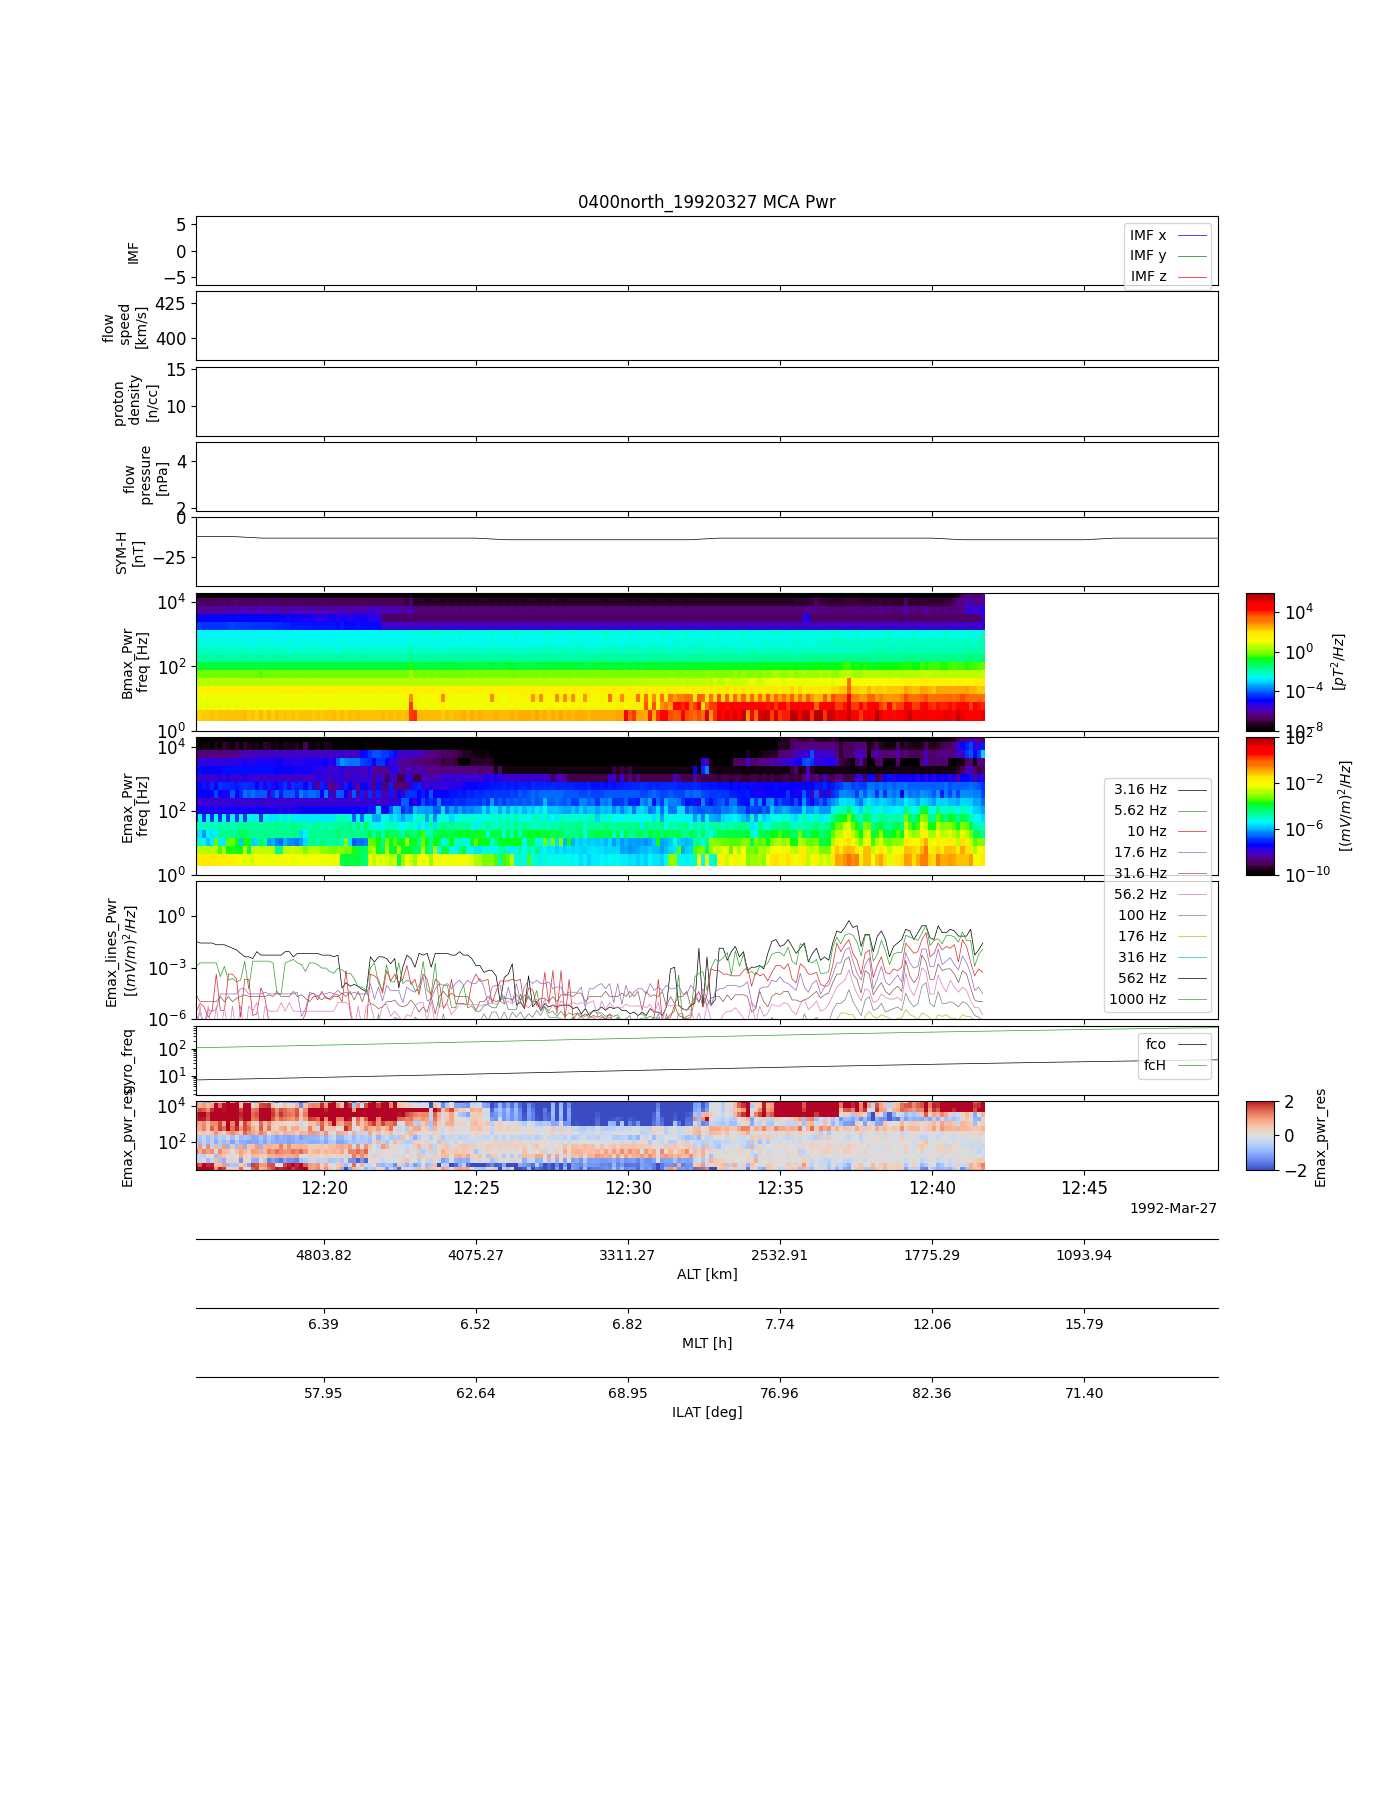 0400north_19920327 MCA Pwr
5
0
−5
IMF
IMF x
IMF y
IMF z
425
400
flow
speed
[km/s]
15
10
proton
density
[n/cc]
4
2
flow
pressure
[nPa]
0
−25
SYM-H
[nT]
10^4
10^2
10^0
Bmax_Pwr
freq [Hz]
10^4
10^0
10^−4
10^−8
[pT^2/Hz]
10^4
10^2
10^0
Emax_Pwr
freq [Hz]
10^2
10^−2
10^−6
10^−10
[(mV/m)^2/Hz]
3.16 Hz
5.62 Hz
10 Hz
17.6 Hz
31.6 Hz
56.2 Hz
100 Hz
176 Hz
316 Hz
562 Hz
1000 Hz
10^0
10^−3
10^−6
Emax_lines_Pwr
[(mV/m)^2/Hz]
10^2
10^1
gyro_freq
fco
fcH
10^4
10^2
Emax_pwr_res
2
0
−2
Emax_pwr_res
12:20 12:25 12:30 12:35 12:40 12:45
1992-Mar-27
4803.82 4075.27 3311.27 2532.91 1775.29 1093.94
ALT [km]
6.39 6.52 6.82 7.74 12.06 15.79
MLT [h]
57.95 62.64 68.95 76.96 82.36 71.40
ILAT [deg]